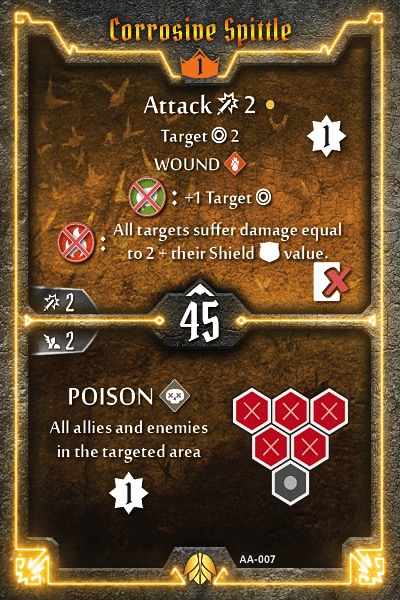 Corrosive Spittle
1
Attack 2
Target 2
1
WOUND
: +1 Target
: All targets suffer damage equal
to 2 + their Shield value.
2
45
2
POISON
All allies and enemies
in the targeted area
1
AA-007